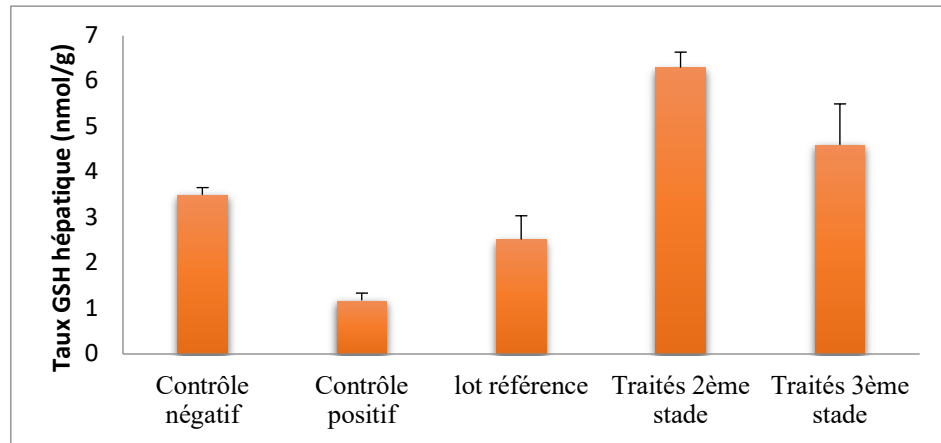 Taux GSH hépatique (nmol/g)
7
6
5
4
3
2
1
0
Contrôle
négatif
Contrôle
positif
lot référence
Traités 2ème
stade
Traités 3ème
stade